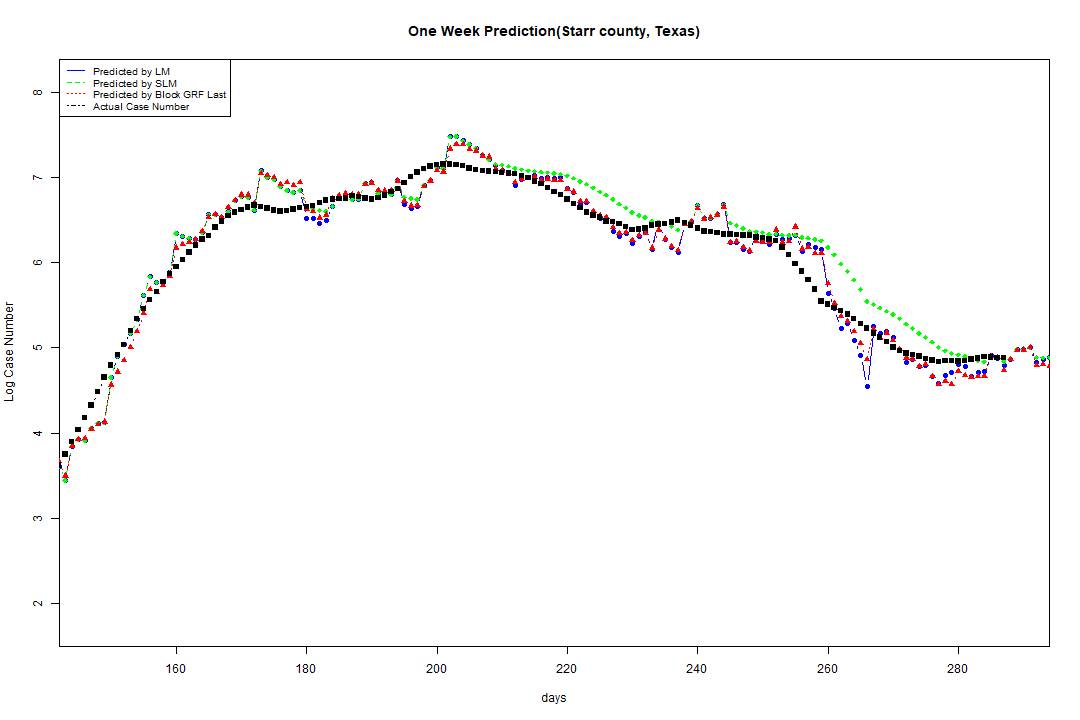 One Week Prediction(Starr county, Texas)
Predicted by LM
Predicted by SLM
Predicted by Block GRF Last
Actual Case Number
Log Case Number
8
7
6
5
4
3
2
160 180 200 220 240 260 280
days